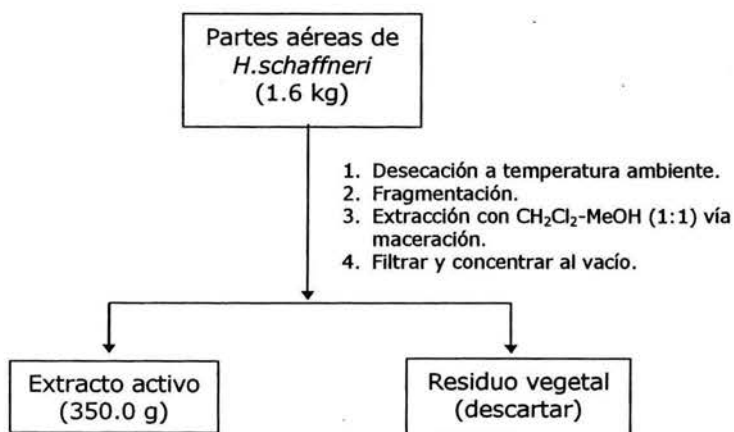 Partes aéreas de
H.schaffneri
(1.6 kg)
1. Desecación a temperatura ambiente.
2. Fragmentación.
3. Extracción con CH₂Cl₂-MeOH (1:1) vía
maceración.
4. Filtrar y concentrar al vacío.
Extracto activo
(350.0 g)
Residuo vegetal
(descartar)